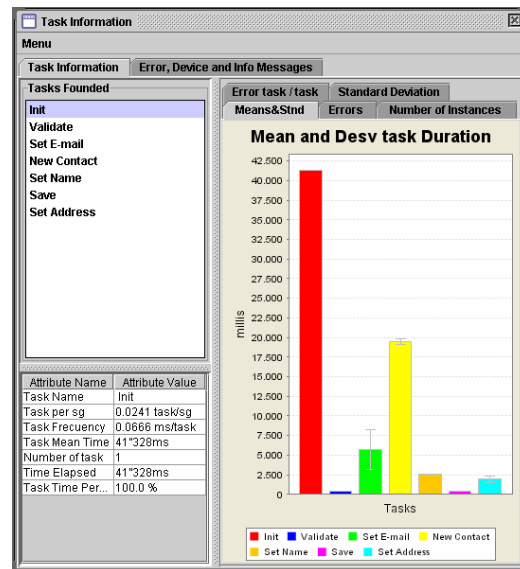 Task Information
Menu
Task Information
Error, Device and Info Messages
Tasks Founded
Init
Validate
Set E-mail
New Contact
Set Name
Save
Set Address
Attribute Name Attribute Value
Task Name Init
Task per sg 0.0241 task/sg
Task Frecuency 0.0666 ms/task
Task Mean Time 41"328ms
Number of task 1
Time Elapsed 41"328ms
Task Time Per... 100.0 %
Error task / task Standard Deviation
Means&Stnd Errors Number of Instances
Mean and Desv task Duration
42.500
40.000
37.500
35.000
32.500
30.000
27.500
25.000
22.500
20.000
17.500
15.000
12.500
10.000
7.500
5.000
2.500
0
millis
Tasks
Init Validate Set E-mail New Contact
Set Name Save Set Address